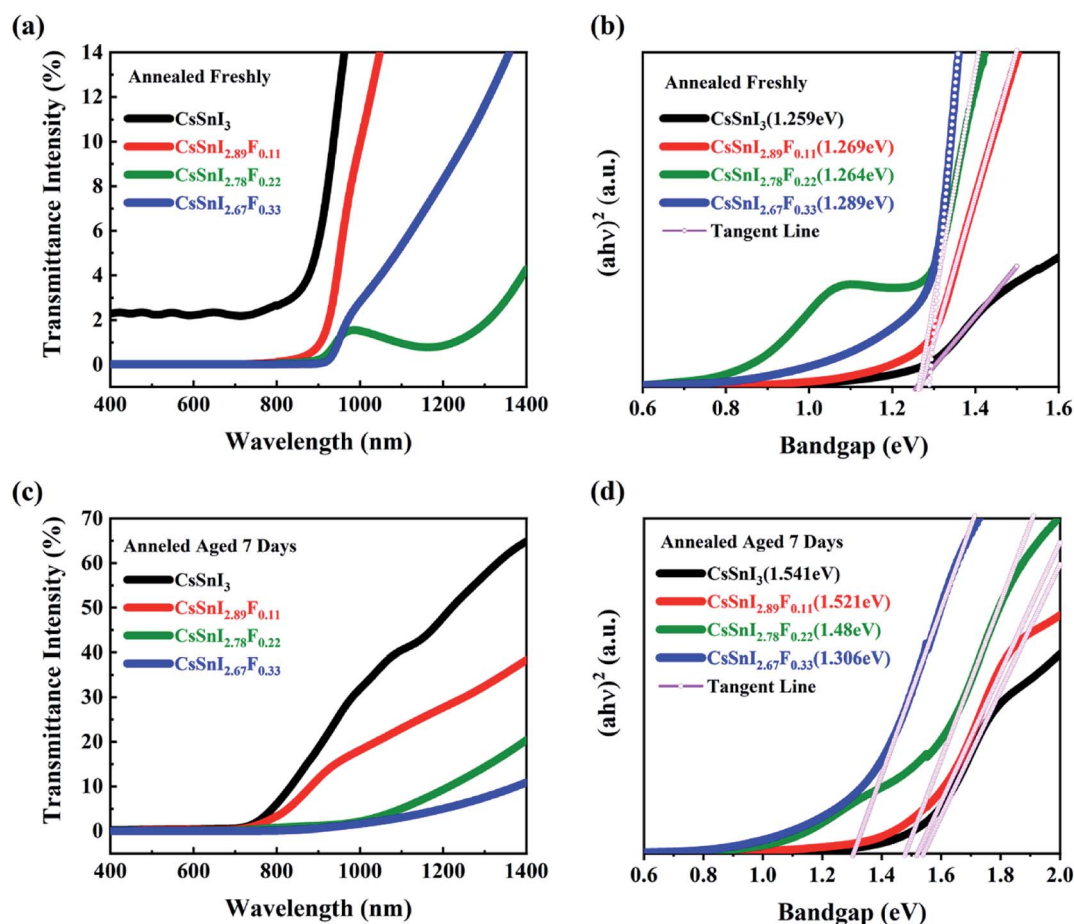 (a)
Transmittance Intensity (%)
14
12
10
8
6
4
2
0
Annealed Freshly
CsSnI₃
CsSnI₂.₈₉F₀.₁₁
CsSnI₂.₇₈F₀.₂₂
CsSnI₂.₆₇F₀.₃₃
400 600 800 1000 1200 1400
Wavelength (nm)
(b)
(ahν)² (a.u.)
Annealed Freshly
CsSnI₃(1.259eV)
CsSnI₂.₈₉F₀.₁₁(1.269eV)
CsSnI₂.₇₈F₀.₂₂(1.264eV)
CsSnI₂.₆₇F₀.₃₃(1.289eV)
Tangent Line
0.6 0.8 1.0 1.2 1.4 1.6
Bandgap (eV)
(c)
Transmittance Intensity (%)
70
60
50
40
30
20
10
0
Anneled Aged 7 Days
CsSnI₃
CsSnI₂.₈₉F₀.₁₁
CsSnI₂.₇₈F₀.₂₂
CsSnI₂.₆₇F₀.₃₃
400 600 800 1000 1200 1400
Wavelength (nm)
(d)
(ahν)² (a.u.)
Annealed Aged 7 Days
CsSnI₃(1.541eV)
CsSnI₂.₈₉F₀.₁₁(1.521eV)
CsSnI₂.₇₈F₀.₂₂(1.48eV)
CsSnI₂.₆₇F₀.₃₃(1.306eV)
Tangent Line
0.6 0.8 1.0 1.2 1.4 1.6 1.8 2.0
Bandgap (eV)